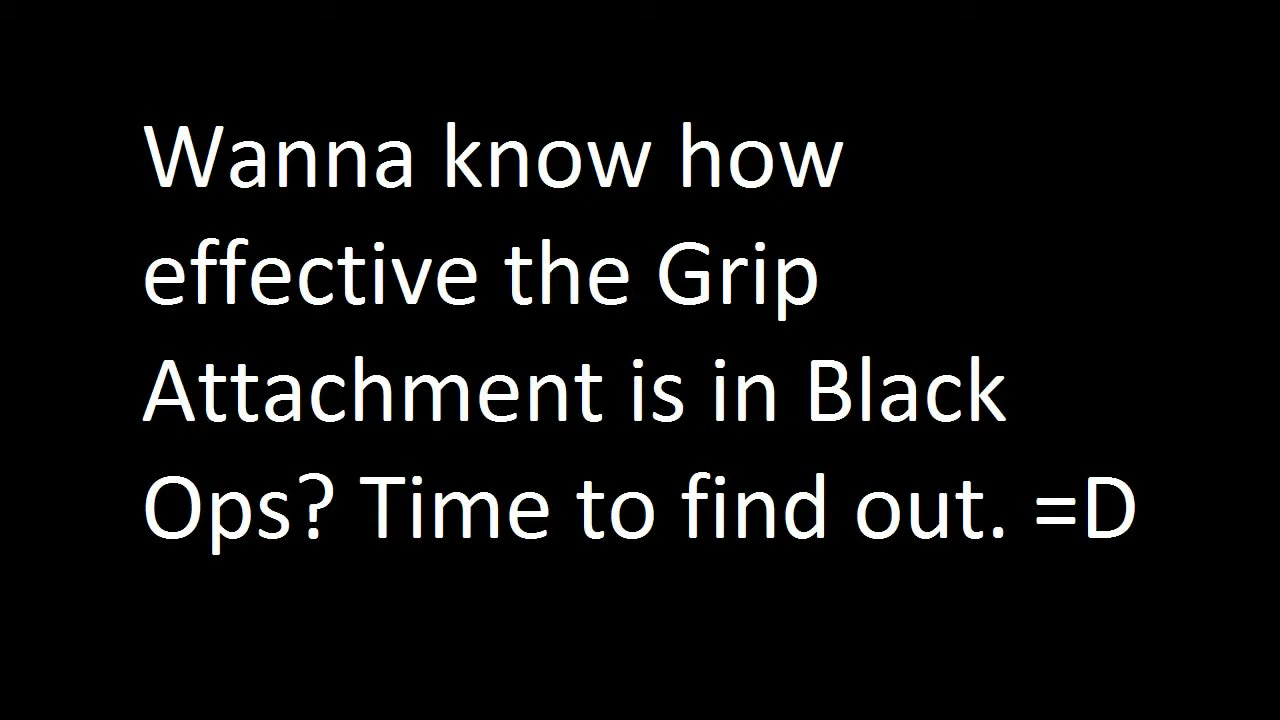 Wanna know how
effective the Grip
Attachment is in Black
Ops? Time to find out. =D